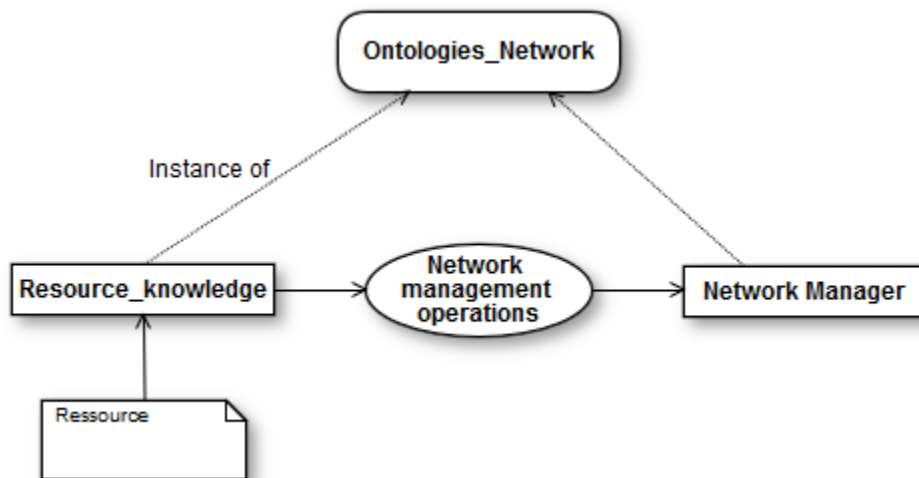 Ontologies_Network
Instance of
Resource_knowledge
Network
management
operations
Network Manager
Ressource